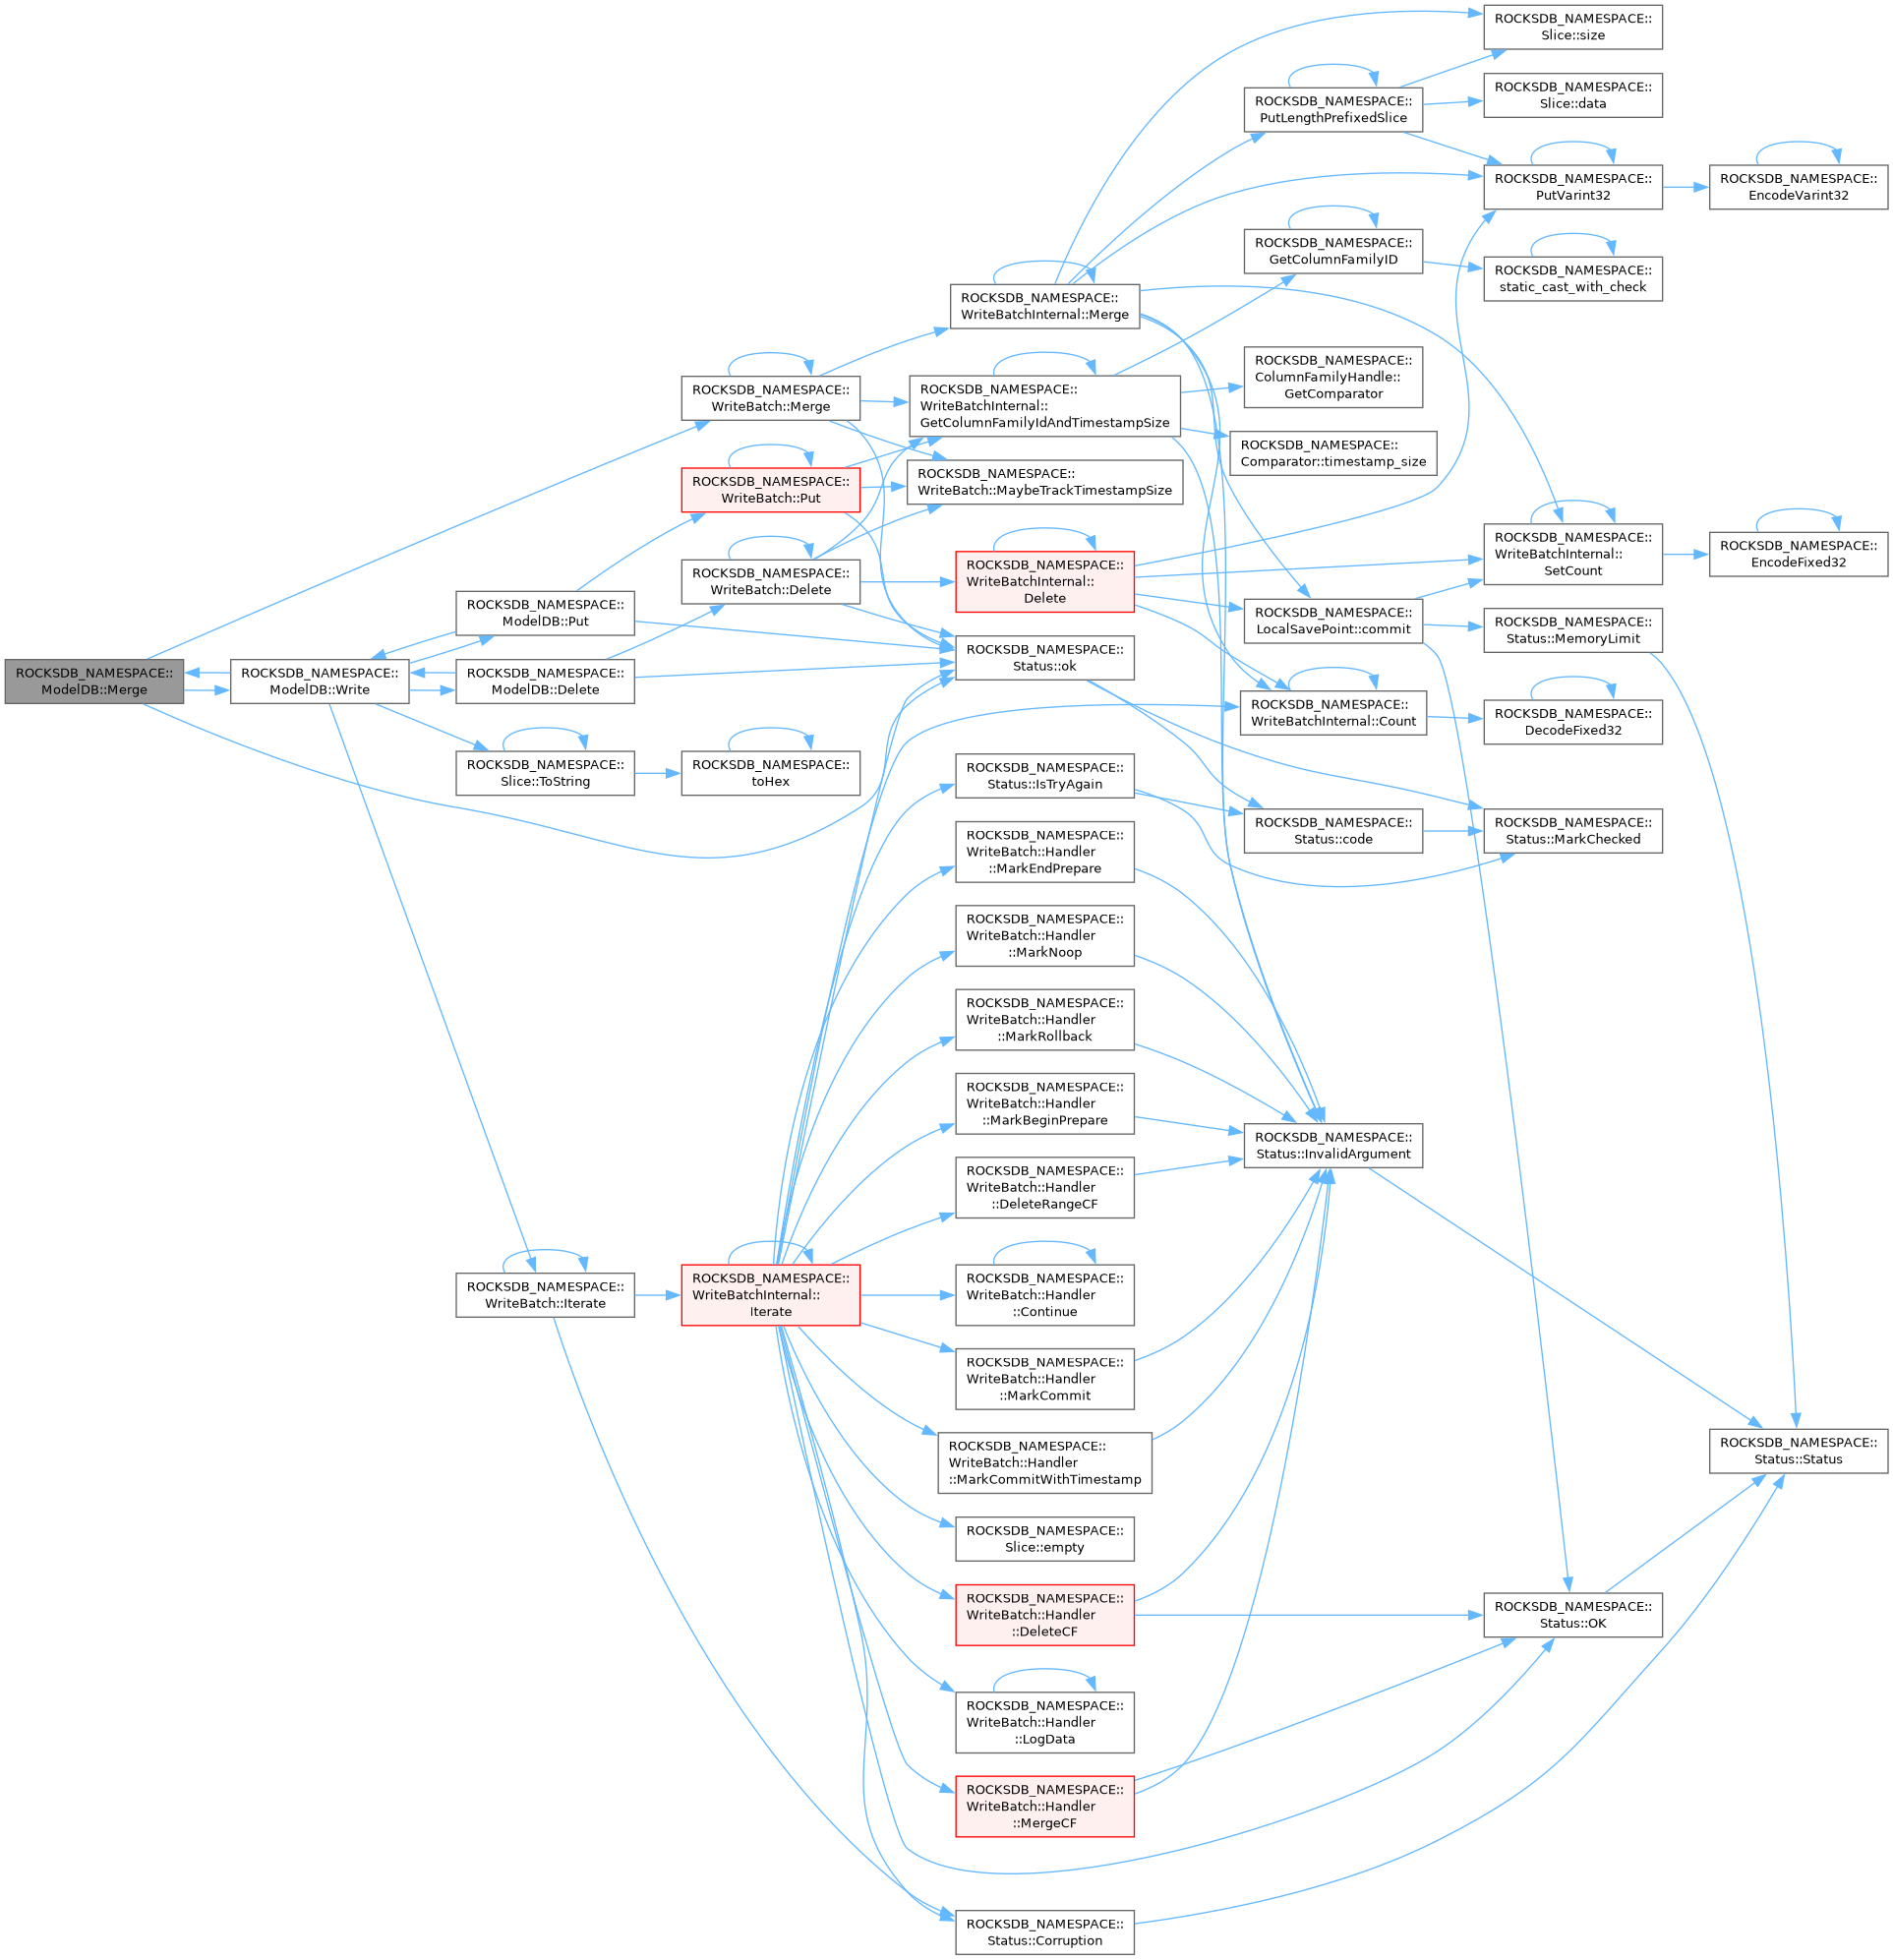 ROCKSDB_NAMESPACE::
ModelDB::Merge
ROCKSDB_NAMESPACE::
ModelDB::Write
ROCKSDB_NAMESPACE::
ModelDB::Put
ROCKSDB_NAMESPACE::
ModelDB::Delete
ROCKSDB_NAMESPACE::
Slice::ToString
ROCKSDB_NAMESPACE::
WriteBatch::Iterate
ROCKSDB_NAMESPACE::
WriteBatch::Merge
ROCKSDB_NAMESPACE::
WriteBatch::Put
ROCKSDB_NAMESPACE::
WriteBatch::Delete
ROCKSDB_NAMESPACE::
toHex
ROCKSDB_NAMESPACE::
WriteBatchInternal::
Iterate
ROCKSDB_NAMESPACE::
WriteBatchInternal::Merge
ROCKSDB_NAMESPACE::
WriteBatchInternal::
GetColumnFamilyIdAndTimestampSize
ROCKSDB_NAMESPACE::
WriteBatch::MaybeTrackTimestampSize
ROCKSDB_NAMESPACE::
WriteBatchInternal::
Delete
ROCKSDB_NAMESPACE::
Status::ok
ROCKSDB_NAMESPACE::
Status::IsTryAgain
ROCKSDB_NAMESPACE::
WriteBatch::Handler
::MarkEndPrepare
ROCKSDB_NAMESPACE::
WriteBatch::Handler
::MarkNoop
ROCKSDB_NAMESPACE::
WriteBatch::Handler
::MarkRollback
ROCKSDB_NAMESPACE::
WriteBatch::Handler
::MarkBeginPrepare
ROCKSDB_NAMESPACE::
WriteBatch::Handler
::DeleteRangeCF
ROCKSDB_NAMESPACE::
WriteBatch::Handler
::Continue
ROCKSDB_NAMESPACE::
WriteBatch::Handler
::MarkCommit
ROCKSDB_NAMESPACE::
WriteBatch::Handler
::MarkCommitWithTimestamp
ROCKSDB_NAMESPACE::
Slice::empty
ROCKSDB_NAMESPACE::
WriteBatch::Handler
::DeleteCF
ROCKSDB_NAMESPACE::
WriteBatch::Handler
::LogData
ROCKSDB_NAMESPACE::
WriteBatch::Handler
::MergeCF
ROCKSDB_NAMESPACE::
Status::Corruption
ROCKSDB_NAMESPACE::
PutLengthPrefixedSlice
ROCKSDB_NAMESPACE::
GetColumnFamilyID
ROCKSDB_NAMESPACE::
ColumnFamilyHandle::
GetComparator
ROCKSDB_NAMESPACE::
Comparator::timestamp_size
ROCKSDB_NAMESPACE::
LocalSavePoint::commit
ROCKSDB_NAMESPACE::
WriteBatchInternal::Count
ROCKSDB_NAMESPACE::
Status::code
ROCKSDB_NAMESPACE::
Status::InvalidArgument
ROCKSDB_NAMESPACE::
Slice::size
ROCKSDB_NAMESPACE::
Slice::data
ROCKSDB_NAMESPACE::
PutVarint32
ROCKSDB_NAMESPACE::
static_cast_with_check
ROCKSDB_NAMESPACE::
WriteBatchInternal::
SetCount
ROCKSDB_NAMESPACE::
Status::MemoryLimit
ROCKSDB_NAMESPACE::
DecodeFixed32
ROCKSDB_NAMESPACE::
Status::MarkChecked
ROCKSDB_NAMESPACE::
Status::OK
ROCKSDB_NAMESPACE::
EncodeVarint32
ROCKSDB_NAMESPACE::
EncodeFixed32
ROCKSDB_NAMESPACE::
Status::Status